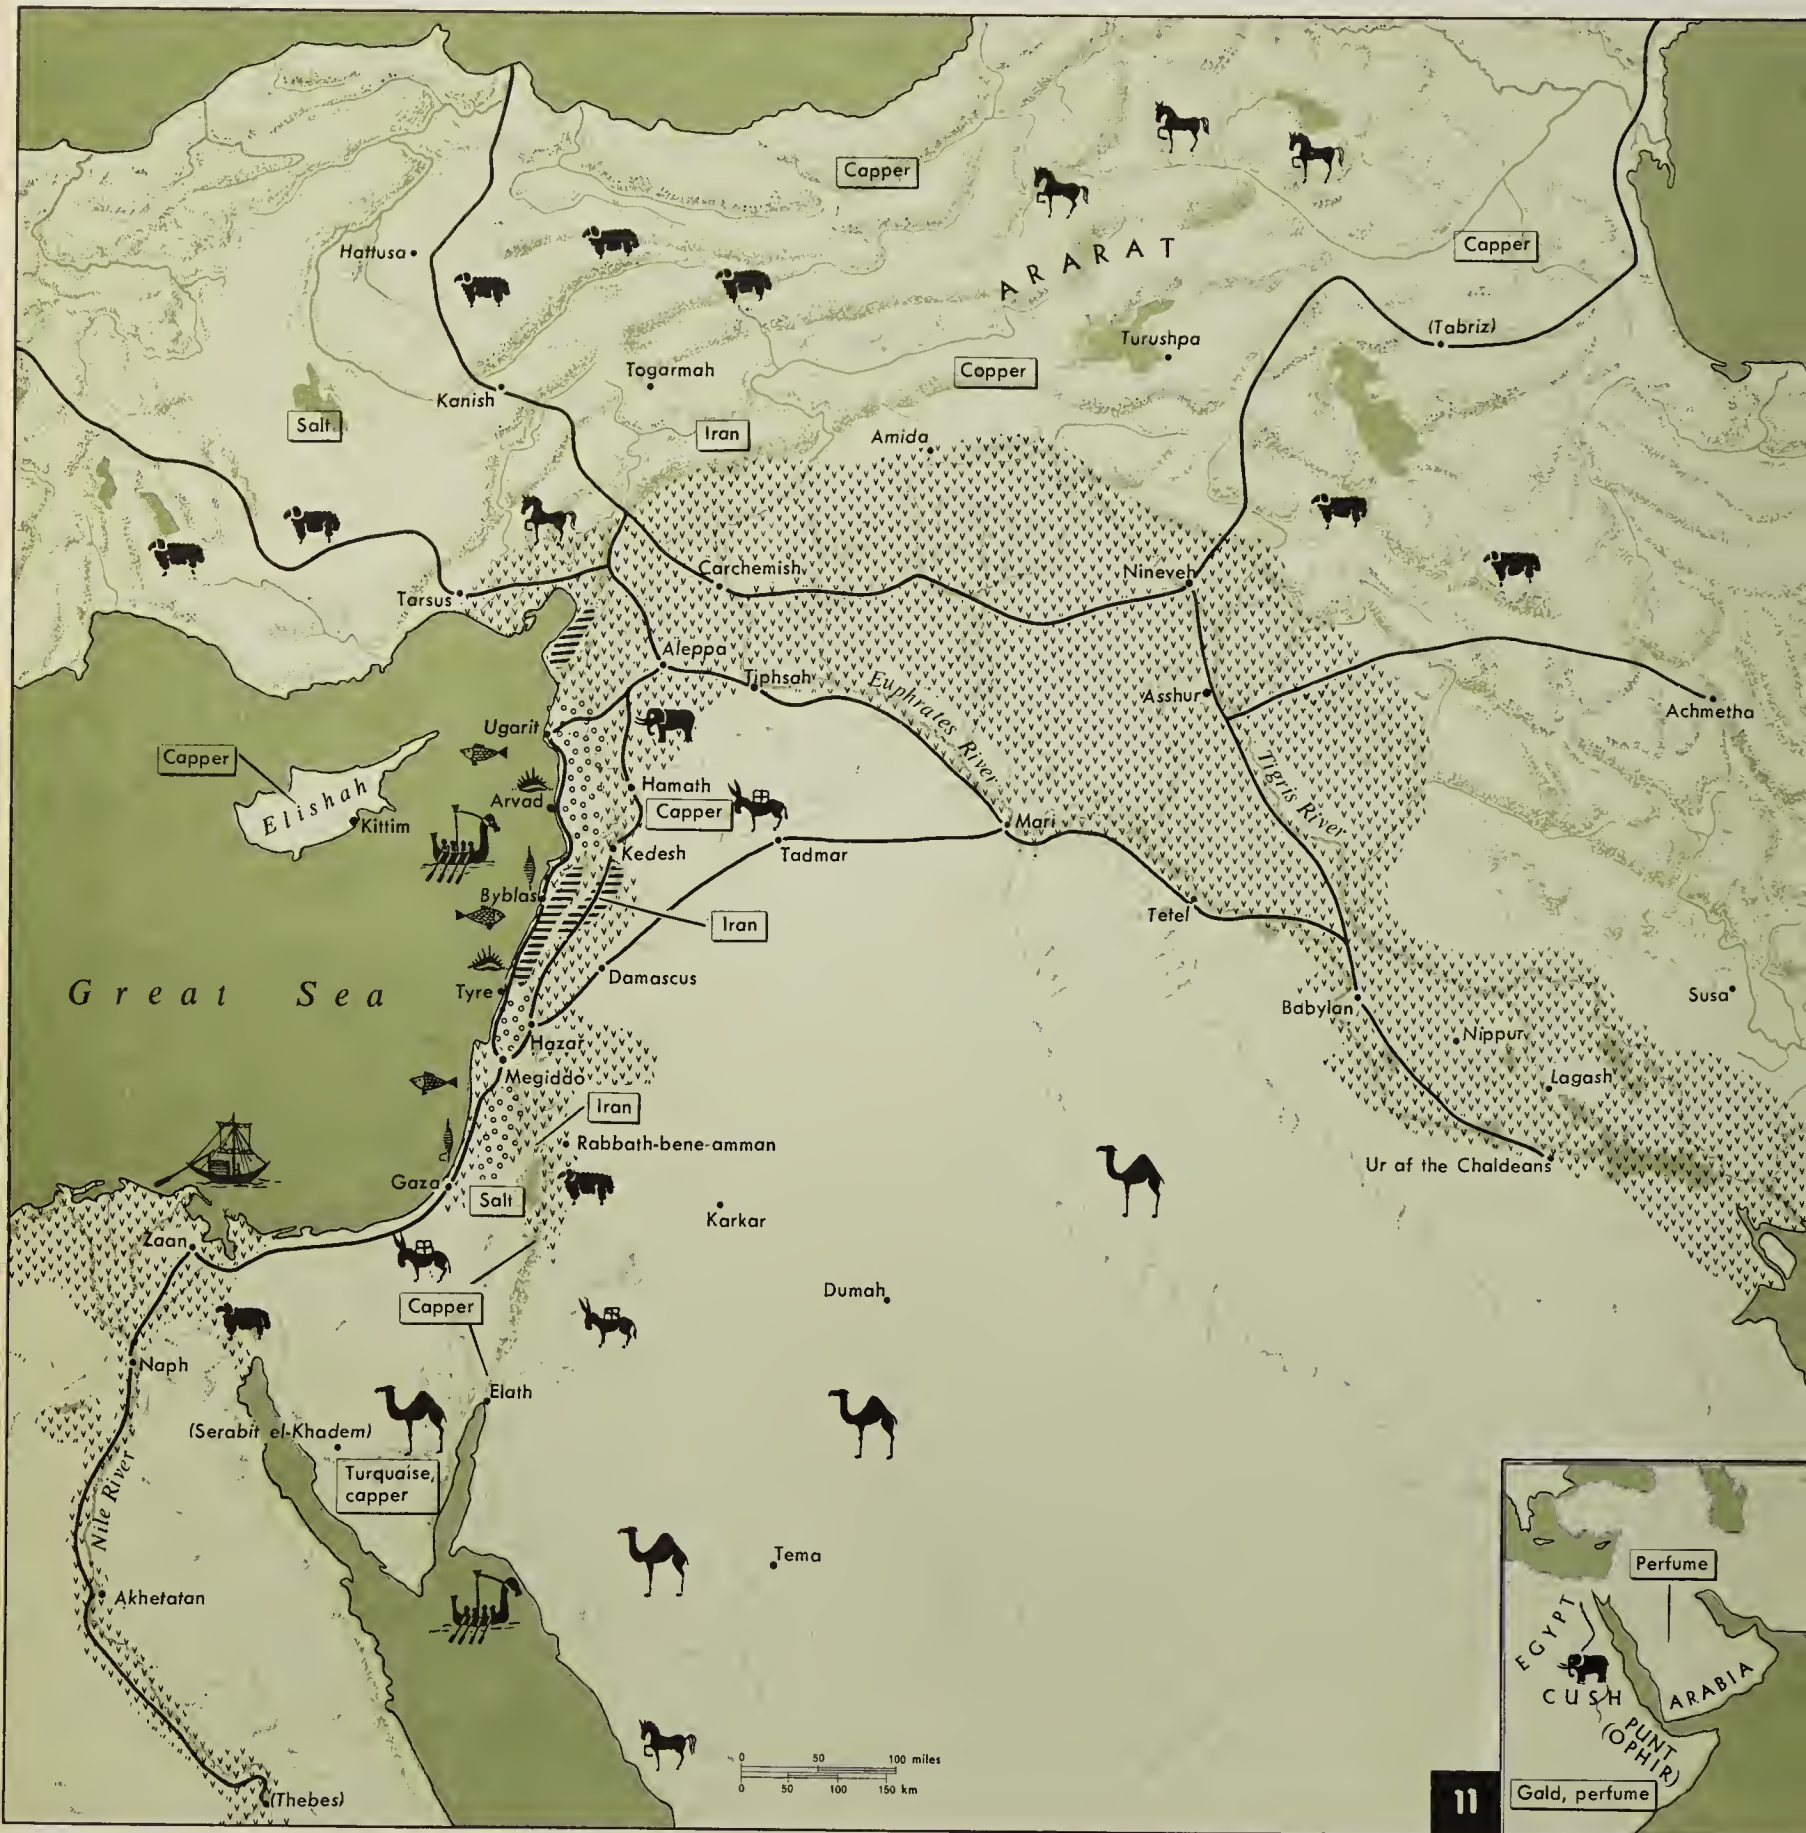 Capper
Hattusa
ARARAT
Capper
(Tabriz)
Turushpa
Togarmah
Copper
Kanish
Salt
Iran
Amida
Carchemish
Nineveh
Tarsus
Aleppa
Tiphsah
Euphrates River
Asshur
Achmetha
Ugarit
Capper
Elishah
Kittim
Arvad
Hamath
Capper
Tigris River
Mari
Kedesh
Tadmar
Byblas
Iran
Tetel
Damascus
Great Sea
Tyre
Susa
Babylan
Hazar
Nippur
Megiddo
Lagash
Iran
Rabbath-bene-amman
Ur af the Chaldeans
Gaza
Salt
Karkar
Zaan
Dumah
Capper
Naph
Elath
(Serabit el-Khadem)
Turquaise,
capper
Nile River
Tema
Akhetatan
(Thebes)
0 50 100 miles
0 50 100 150 km
11
Perfume
EGYPT
CUSH
ARABIA
PUNT
(OPHIR)
Gald, perfume